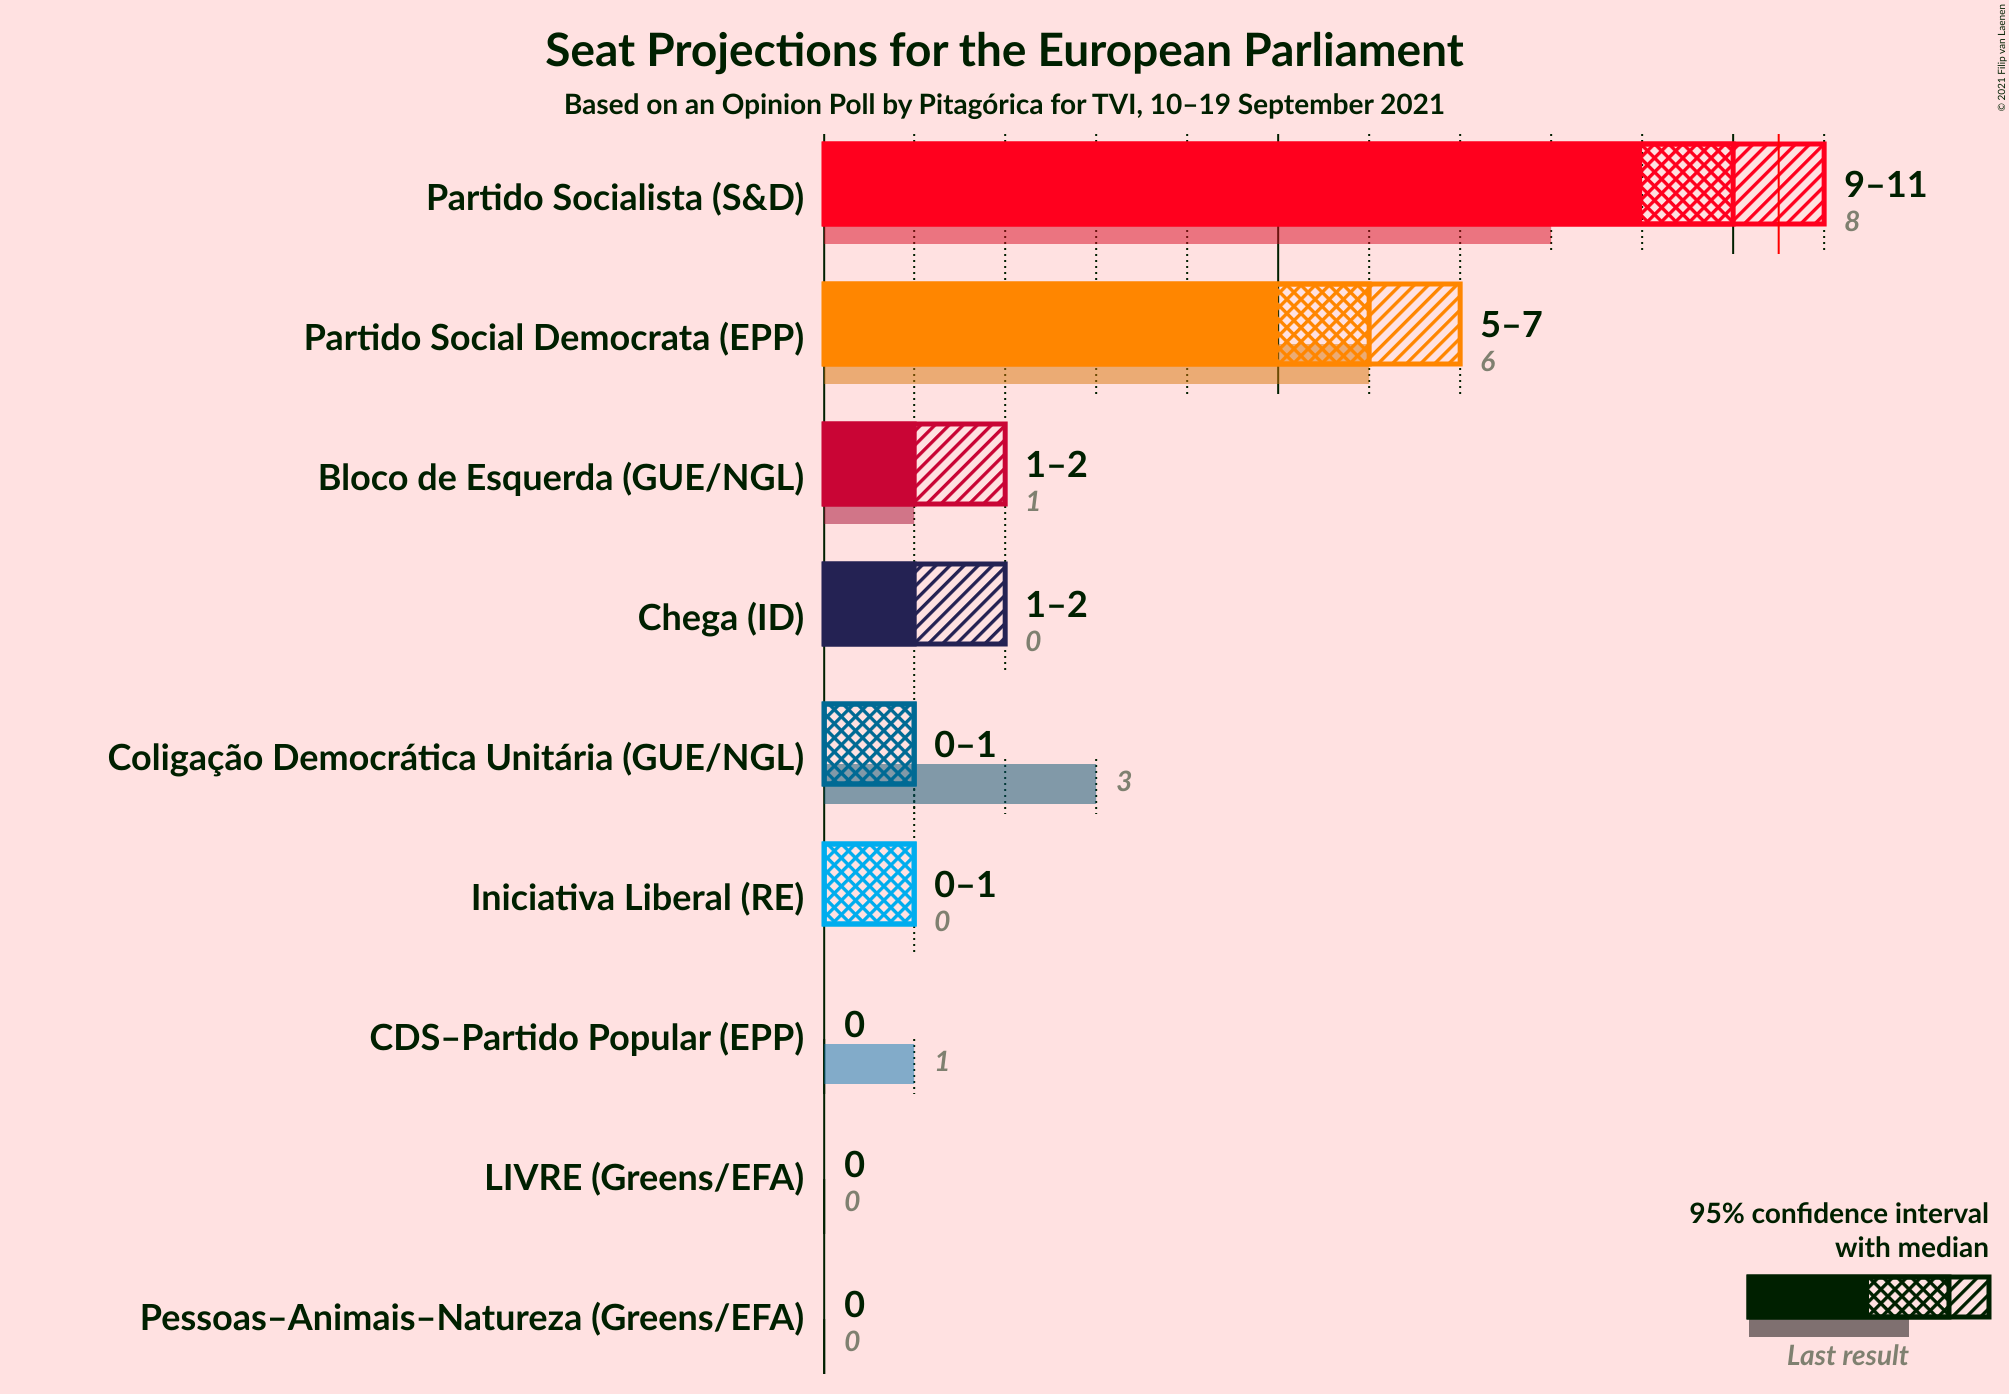 Seat Projections for the European Parliament
Based on an Opinion Poll by Pitagórica for TVI, 10–19 September 2021
© 2021 Filip van Laenen
Partido Socialista (S&D)
9–11
8
Partido Social Democrata (EPP)
5–7
6
Bloco de Esquerda (GUE/NGL)
1–2
1
Chega (ID)
1–2
0
Coligação Democrática Unitária (GUE/NGL)
0–1
3
Iniciativa Liberal (RE)
0–1
0
CDS–Partido Popular (EPP)
0
1
LIVRE (Greens/EFA)
0
0
Pessoas–Animais–Natureza (Greens/EFA)
0
0
95% confidence interval
with median
Last result